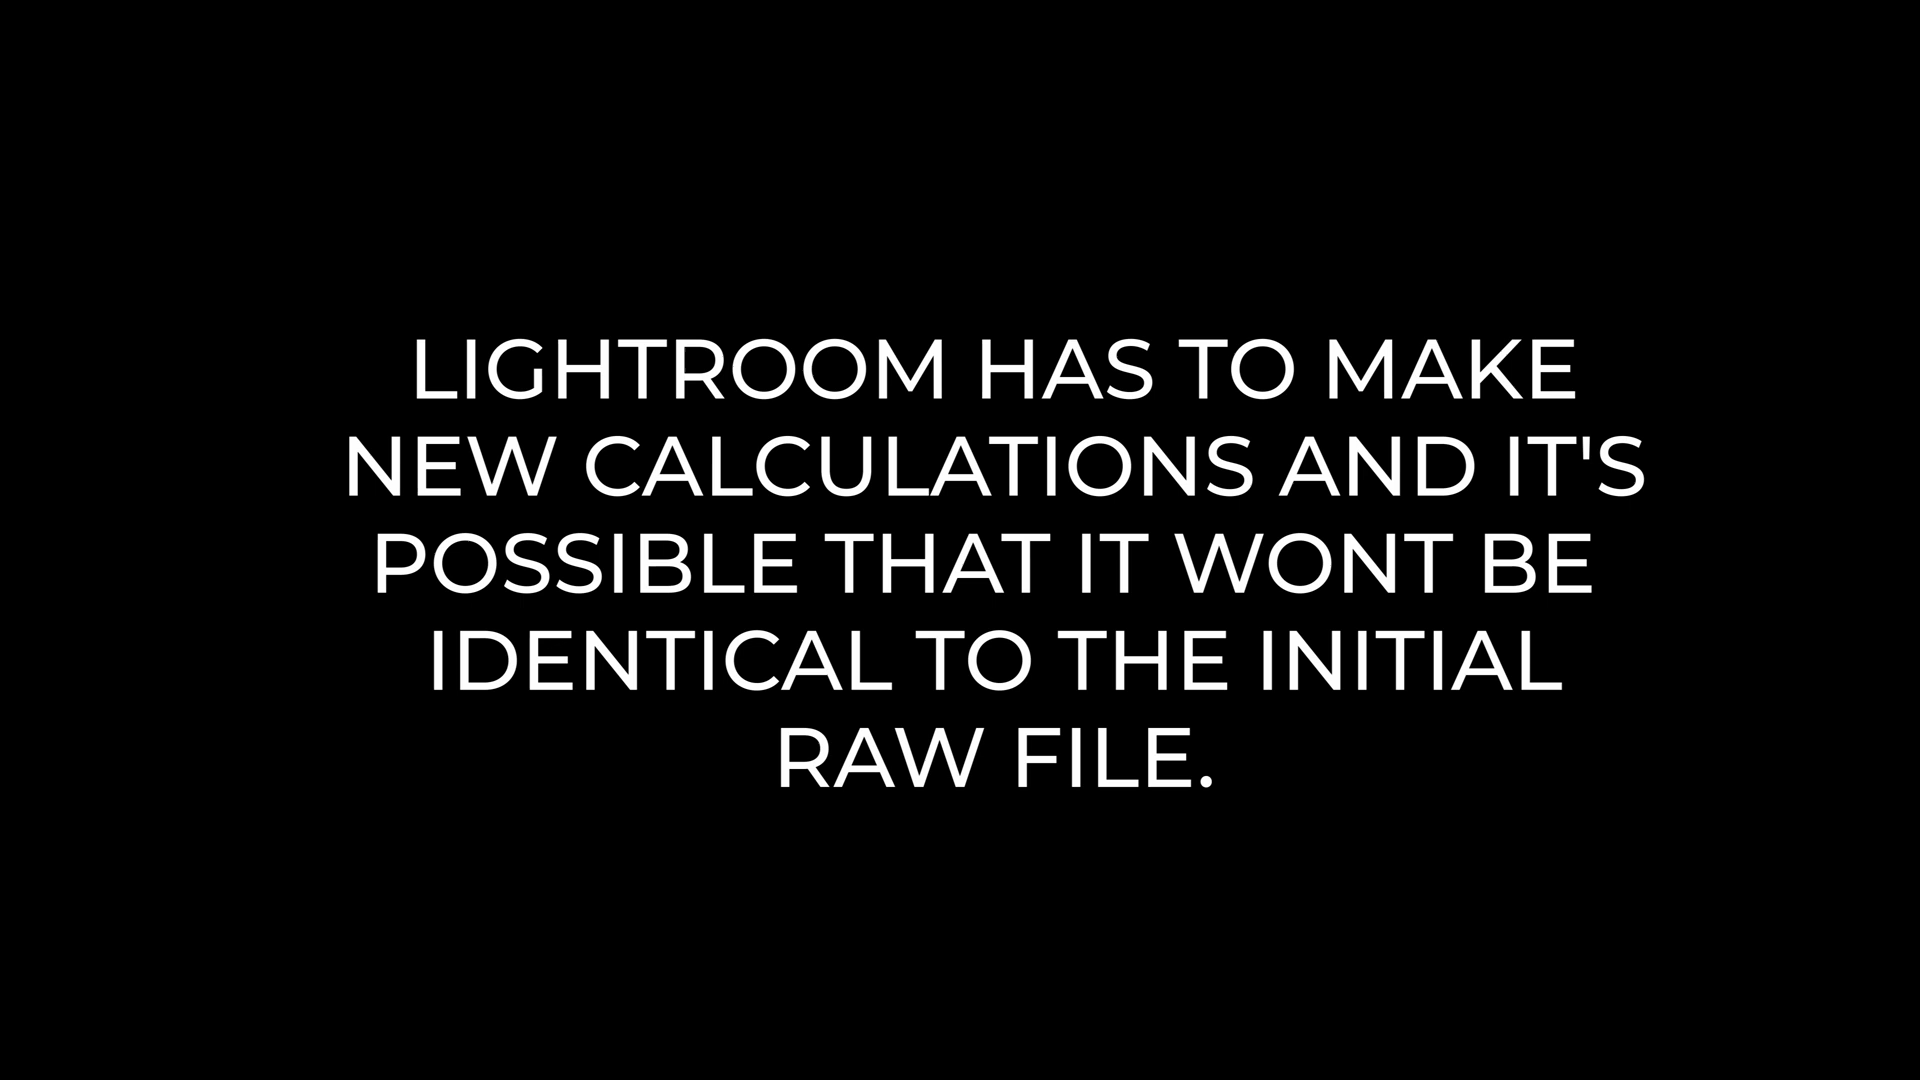 LIGHTROOM HAS TO MAKE
NEW CALCULATIONS AND IT'S
POSSIBLE THAT IT WONT BE
IDENTICAL TO THE INITIAL
RAW FILE.